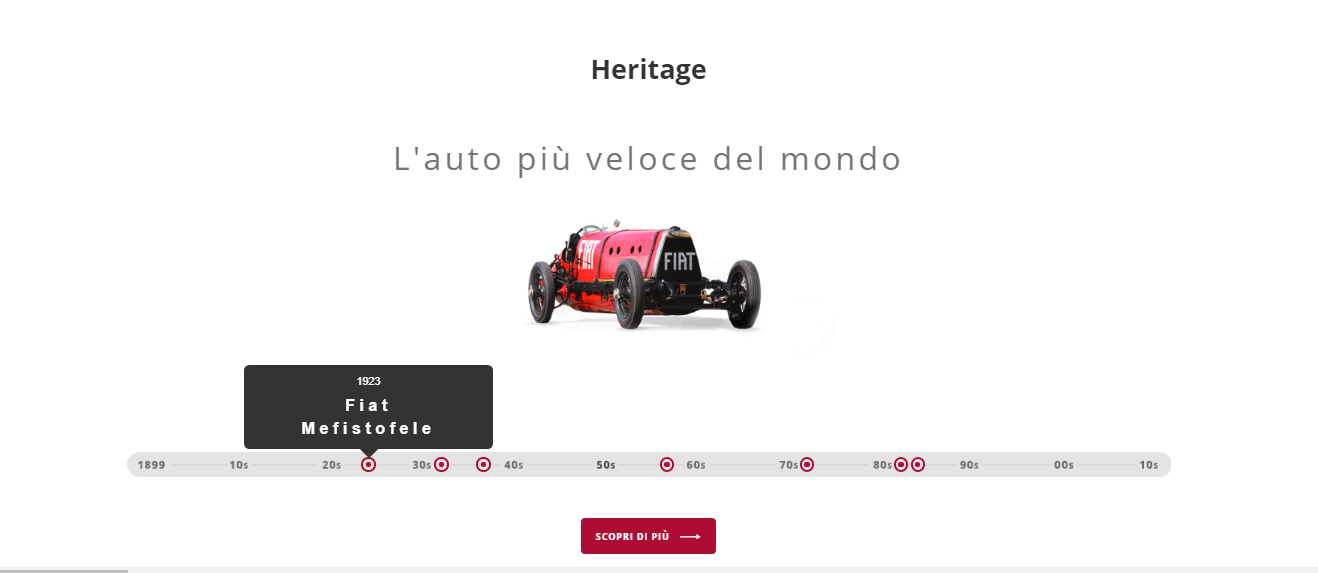 Heritage
L'auto più veloce del mondo
FIAT FIAT
1923
Fiat
Mefistofele
1899 10s 20s 30s 40s 50s 60s 70s 80s 90s 00s 10s
SCOPRI DI PIÙ